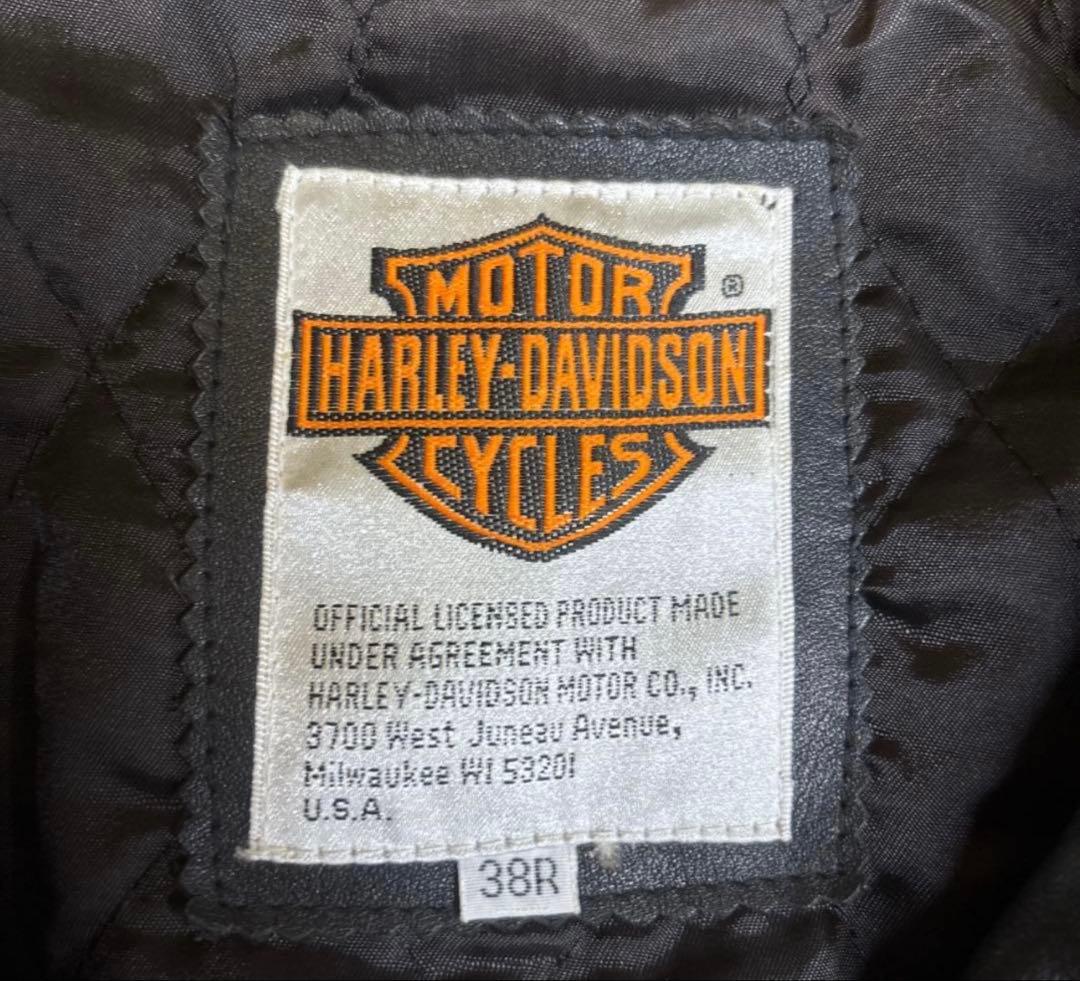 MOTOR
®
HARLEY-DAVIDSON
CYCLES
OFFICIAL LICENSED PRODUCT MADE
UNDER AGREEMENT WITH
HARLEY-DAVIDSON MOTOR CO., INC.
3700 West Juneau Avenue,
Milwaukee WI 53201
U.S.A.
38R